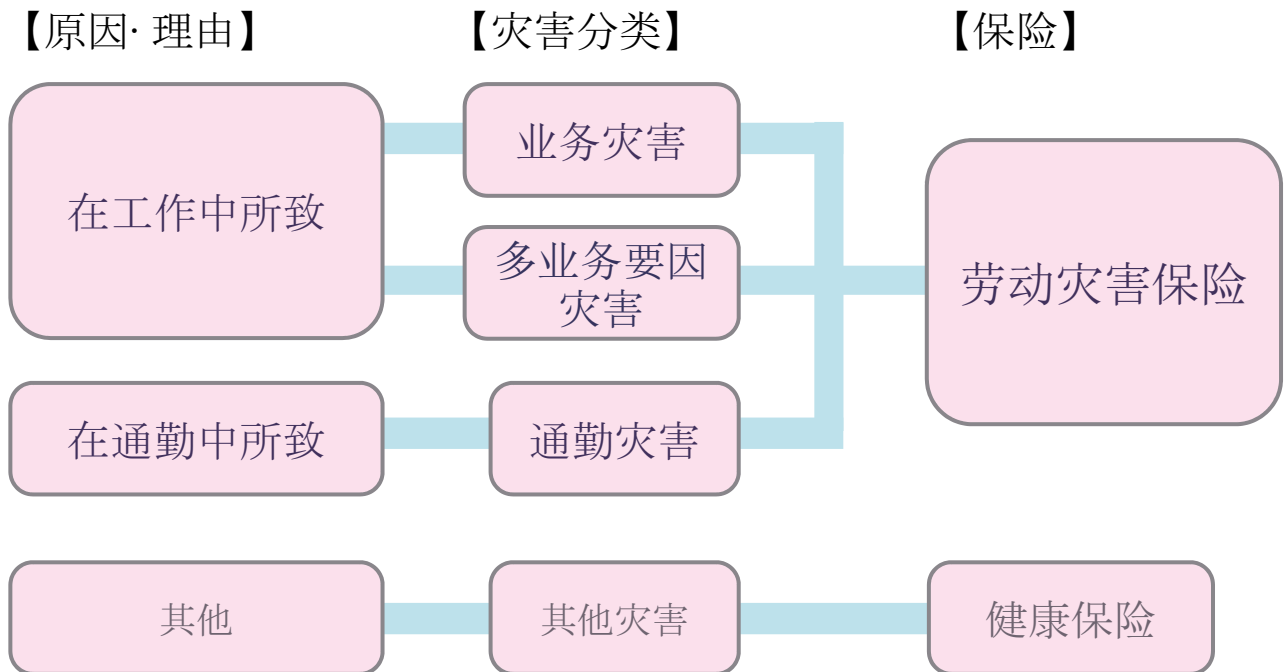 【原因· 理由】
【灾害分类】
【保险】
在工作中所致
业务灾害
多业务要因
灾害
劳动灾害保险
在通勤中所致
通勤灾害
其他
其他灾害
健康保险